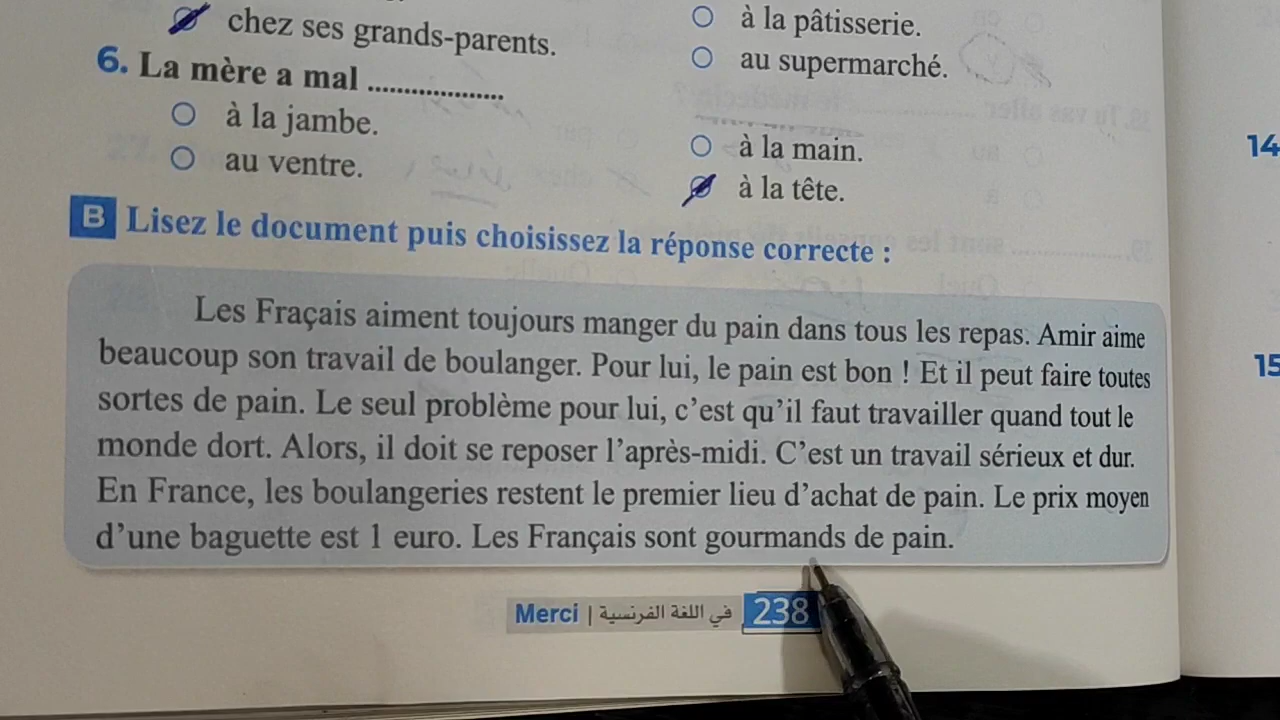 chez ses grands-parents.
à la pâtisserie.
au supermarché.
6. La mère a mal ...................
à la jambe.
au ventre.
à la main.
à la tête.
B Lisez le document puis choisissez la réponse correcte :
Les Fraçais aiment toujours manger du pain dans tous les repas. Amir aime
beaucoup son travail de boulanger. Pour lui, le pain est bon ! Et il peut faire toutes
sortes de pain. Le seul problème pour lui, c’est qu’il faut travailler quand tout le
monde dort. Alors, il doit se reposer l’après-midi. C’est un travail sérieux et dur.
En France, les boulangeries restent le premier lieu d’achat de pain. Le prix moyen
d’une baguette est 1 euro. Les Français sont gourmands de pain.
Merci | في اللغة الفرنسية 238
14
15